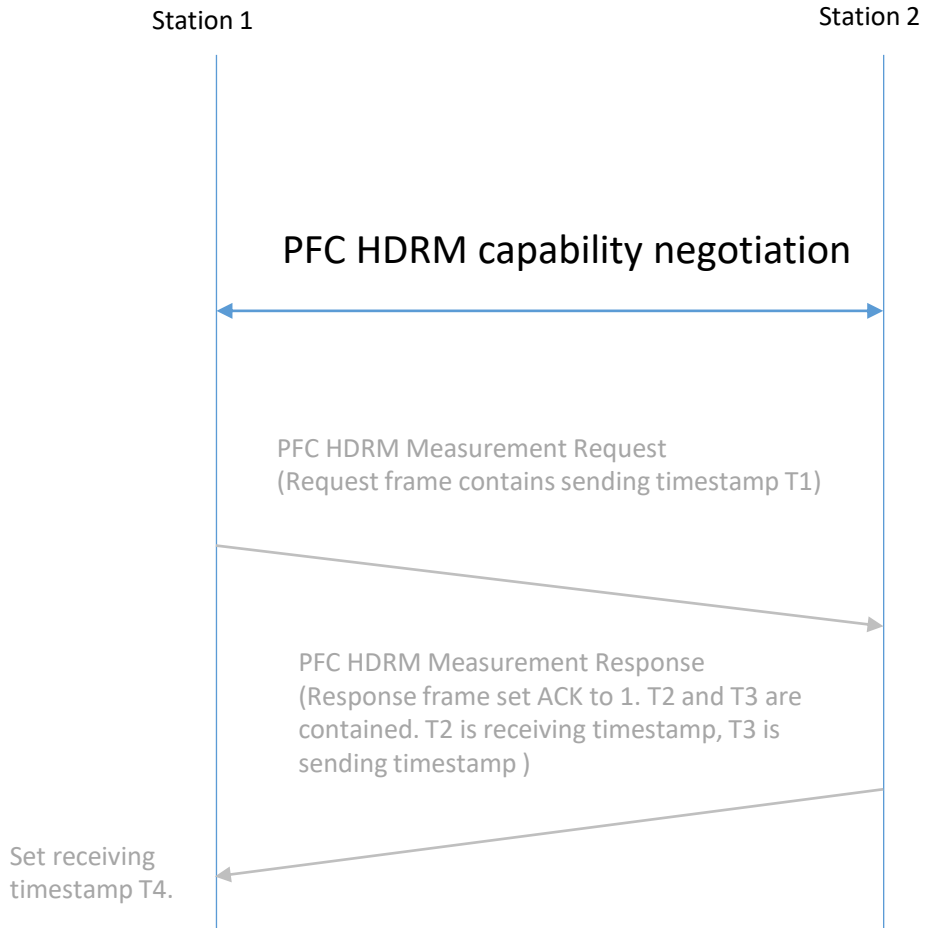 Station 1
Station 2
PFC HDRM capability negotiation
PFC HDRM Measurement Request
(Request frame contains sending timestamp T1)
PFC HDRM Measurement Response
(Response frame set ACK to 1. T2 and T3 are
contained. T2 is receiving timestamp, T3 is
sending timestamp )
Set receiving
timestamp T4.